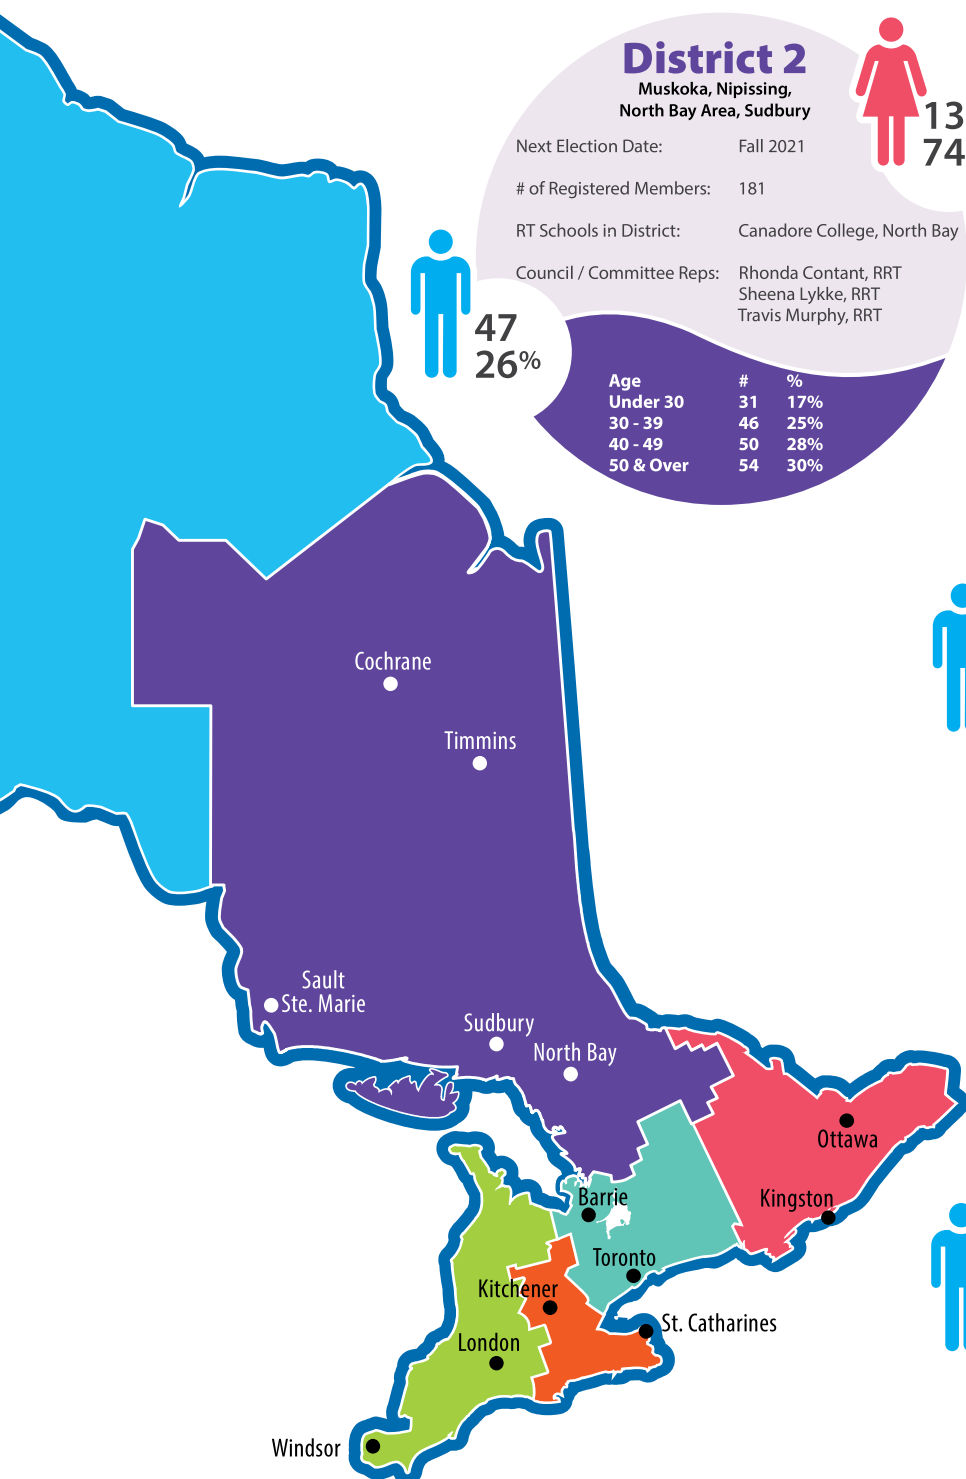 District 2
Muskoka, Nipissing,
North Bay Area, Sudbury
13
74
Next Election Date: Fall 2021
# of Registered Members: 181
RT Schools in District: Canadore College, North Bay
Council / Committee Reps: Rhonda Contant, RRT
Sheena Lykke, RRT
Travis Murphy, RRT
47
26%
Age # %
Under 30 31 17%
30 - 39 46 25%
40 - 49 50 28%
50 & Over 54 30%
Cochrane
Timmins
Sault
Ste. Marie
Sudbury
North Bay
Ottawa
Kingston
Barrie
Toronto
Kitchener
St. Catharines
London
Windsor